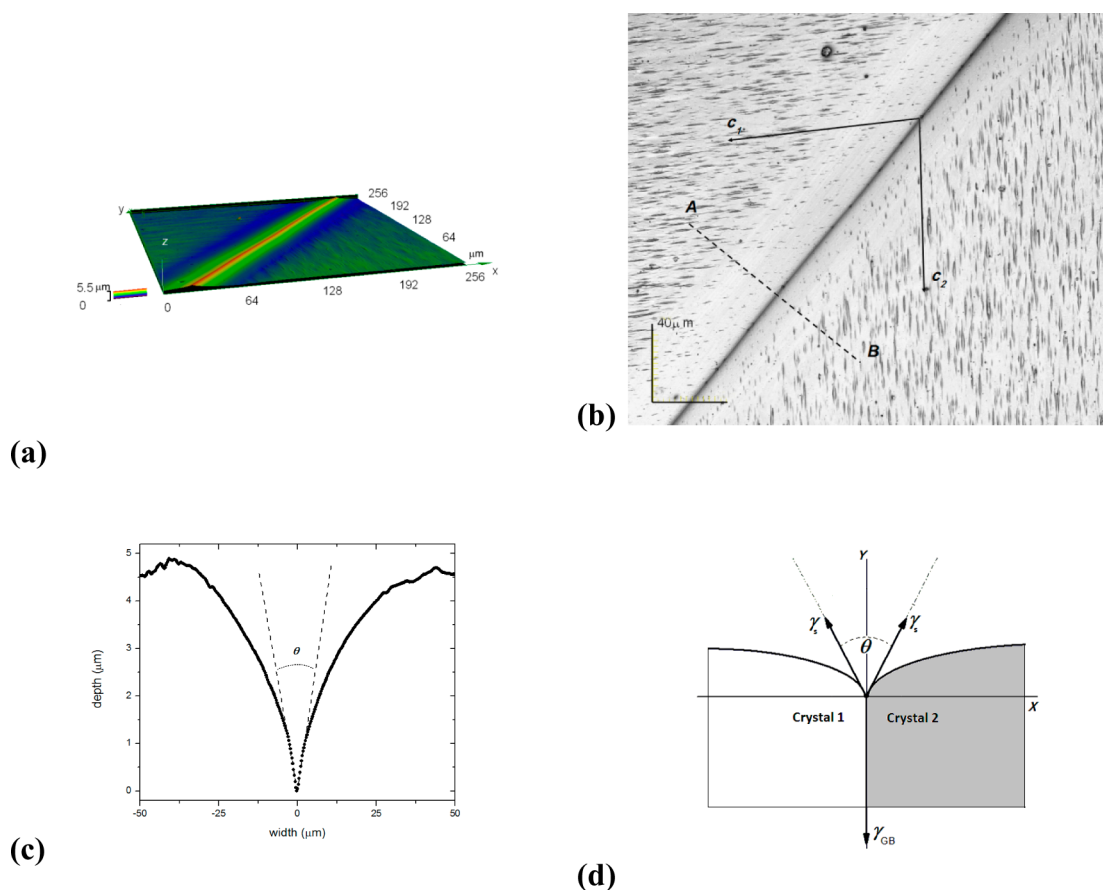 y
z
256
192
128
64
μm
x
5.5 μm
0
0
64
128
192
256
(a)
c1'
A
c2
B
40μ m
(b)
θ
depth (μm)
5
4
3
2
1
0
-50
-25
0
25
50
width (μm)
(c)
Y
γs
γs
θ
X
Crystal 1
Crystal 2
γGB
(d)